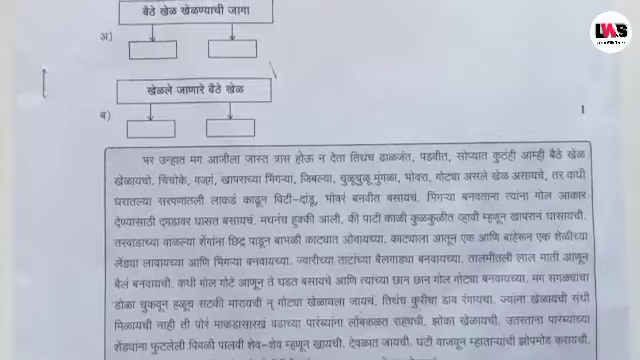 बैठे खेळ खेळण्याची जागा
LMS
अ)
खेळले जाणारे बैठे खेळ
ब)
1
भर उन्हात मग आजीला जास्त त्रास होऊ न देता तिथंच ढाळजंत, पडवीत, सोप्यात कुठंही आम्ही बैठे खेळ
खेळायचो. चिंचोके, गजगं, खापराच्या भिंगऱ्या, जिबल्या, चुळूचुळू मुंगळा, भोवरा, गोट्या असले खेळ असायचे, तर कधी
घरातल्या सरपणातली लाकडं काढून विटी-दांडू, भोवरं बनवीत बसायचं. भिंगऱ्या बनवताना त्यांना गोल आकार
देण्यासाठी दगडावर घासत बसायचं. मधनंच हुक्की आली, की पाटी काळी कुळकुळीत व्हावी म्हणून खापरानं घासायची.
तरवाडाच्या वाळल्या शेंगांना छिद्र पाडून बाभळी काट्यात ओवायच्या. काट्याला आतून एक आणि बाहेरून एक शेळीच्या
लेंड्या लावायच्या आणि भिंगऱ्या बनवायच्या. ज्वारीच्या ताटांच्या बैलगाड्या बनवायच्या. तालमीतली लाल माती आणून
बैलं बनवायची. कधी गोल गोटे आणून ते घडत बसायचे आणि त्यांच्या छान छान गोल गोट्या बनवायच्या. मग सगळ्यांचा
डोळा चुकवून हळूच सटकी मारायची न् गोट्या खेळायला जायचं. तिथंच कुरीचा डाव रंगायचा. ज्यांना खेळायची संधी
मिळायची नाही ती पोरं माकडासारखं वडाच्या पारंब्यांना लोंबकळत राह्यची. झोका खेळायची. उतरताना पारंब्यांच्या
शेंड्यांना फुटलेली पिवळी पालवी शेव-शेव म्हणून खायची. देवळात जायची. घंटी वाजवून म्हाताऱ्यांची झोपमोड करायची.